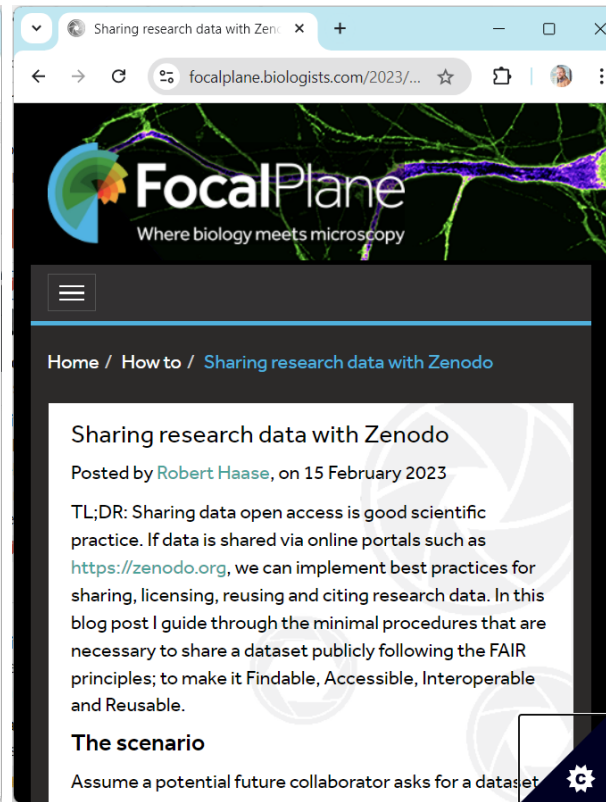 Sharing research data with Zeno
focalplane.biologists.com/2023/...
FocalPlane
Where biology meets microscopy
Home / How to / Sharing research data with Zenodo
Sharing research data with Zenodo
Posted by Robert Haase, on 15 February 2023
TL;DR: Sharing data open access is good scientific
practice. If data is shared via online portals such as
https://zenodo.org, we can implement best practices for
sharing, licensing, reusing and citing research data. In this
blog post I guide through the minimal procedures that are
necessary to share a dataset publicly following the FAIR
principles; to make it Findable, Accessible, Interoperable
and Reusable.
The scenario
Assume a potential future collaborator asks for a dataset
C